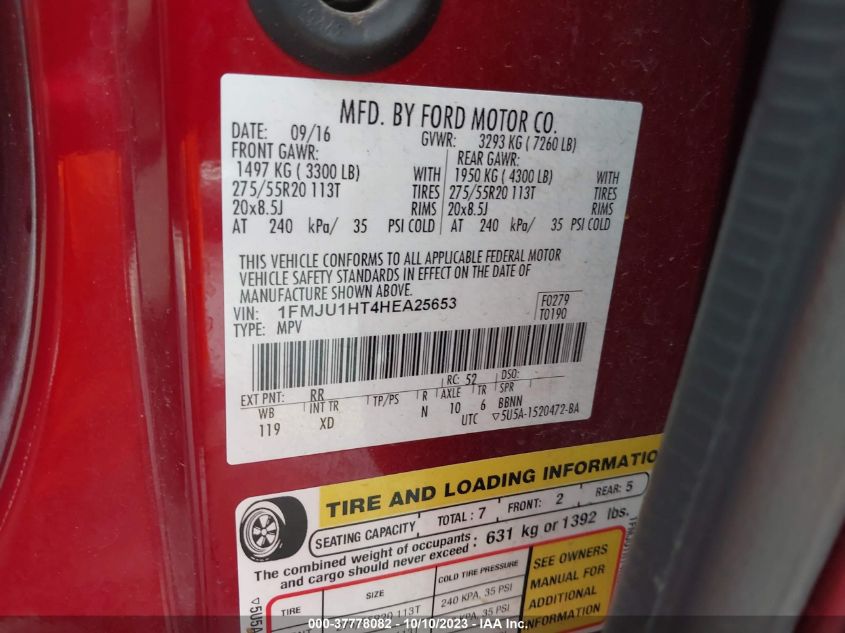 MFD. BY FORD MOTOR CO.
DATE: 09/16 GVWR: 3293 KG ( 7260 LB)
FRONT GAWR: REAR GAWR:
1497 KG ( 3300 LB) WITH 1950 KG ( 4300 LB) WITH
275/55R20 113T TIRES 275/55R20 113T TIRES
20x8.5J RIMS 20x8.5J RIMS
AT 240 kPa/ 35 PSI COLD AT 240 kPa/ 35 PSI COLD
THIS VEHICLE CONFORMS TO ALL APPLICABLE FEDERAL MOTOR
VEHICLE SAFETY STANDARDS IN EFFECT ON THE DATE OF
MANUFACTURE SHOWN ABOVE.
VIN: 1FMJU1HT4HEA25653 F0279
TYPE: MPV T0190
EXT PNT: RR RC: 52 DSO:
WB INT TR TP/PS R AXLE TR SPR
119 XD N 10 6 BBNN
UTC ▽5U5A-1520472-BA
TIRE AND LOADING INFORMATIO
SEATING CAPACITY TOTAL : 7 FRONT: 2 REAR: 5
The combined weight of occupants
and cargo should never exceed : 631 kg or 1392 lbs.
TIRE SIZE COLD TIRE PRESSURE
113T 240 KPA, 35 PSI
KPA, 35 PSI
SEE OWNERS
MANUAL FOR
ADDITIONAL
INFORMATION
▽5U5A
000-37778082 - 10/10/2023 - IAA Inc.